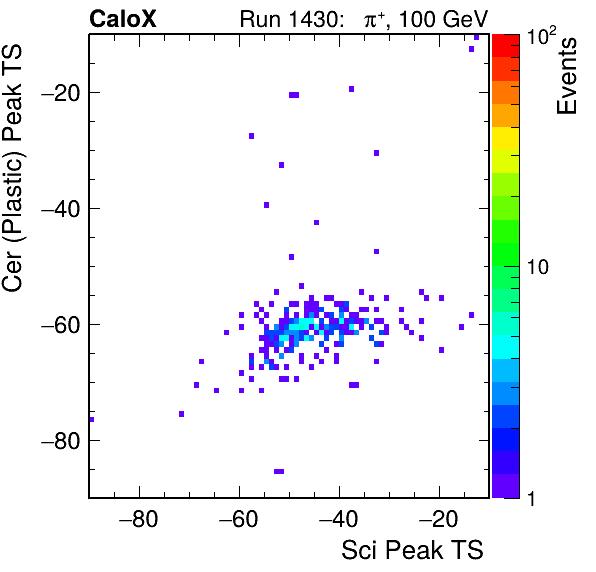 CaloX Run 1430: π⁺, 100 GeV
Cer (Plastic) Peak TS
−20
−40
−60
−80
−80 −60 −40 −20
Sci Peak TS
10²
10
1
Events